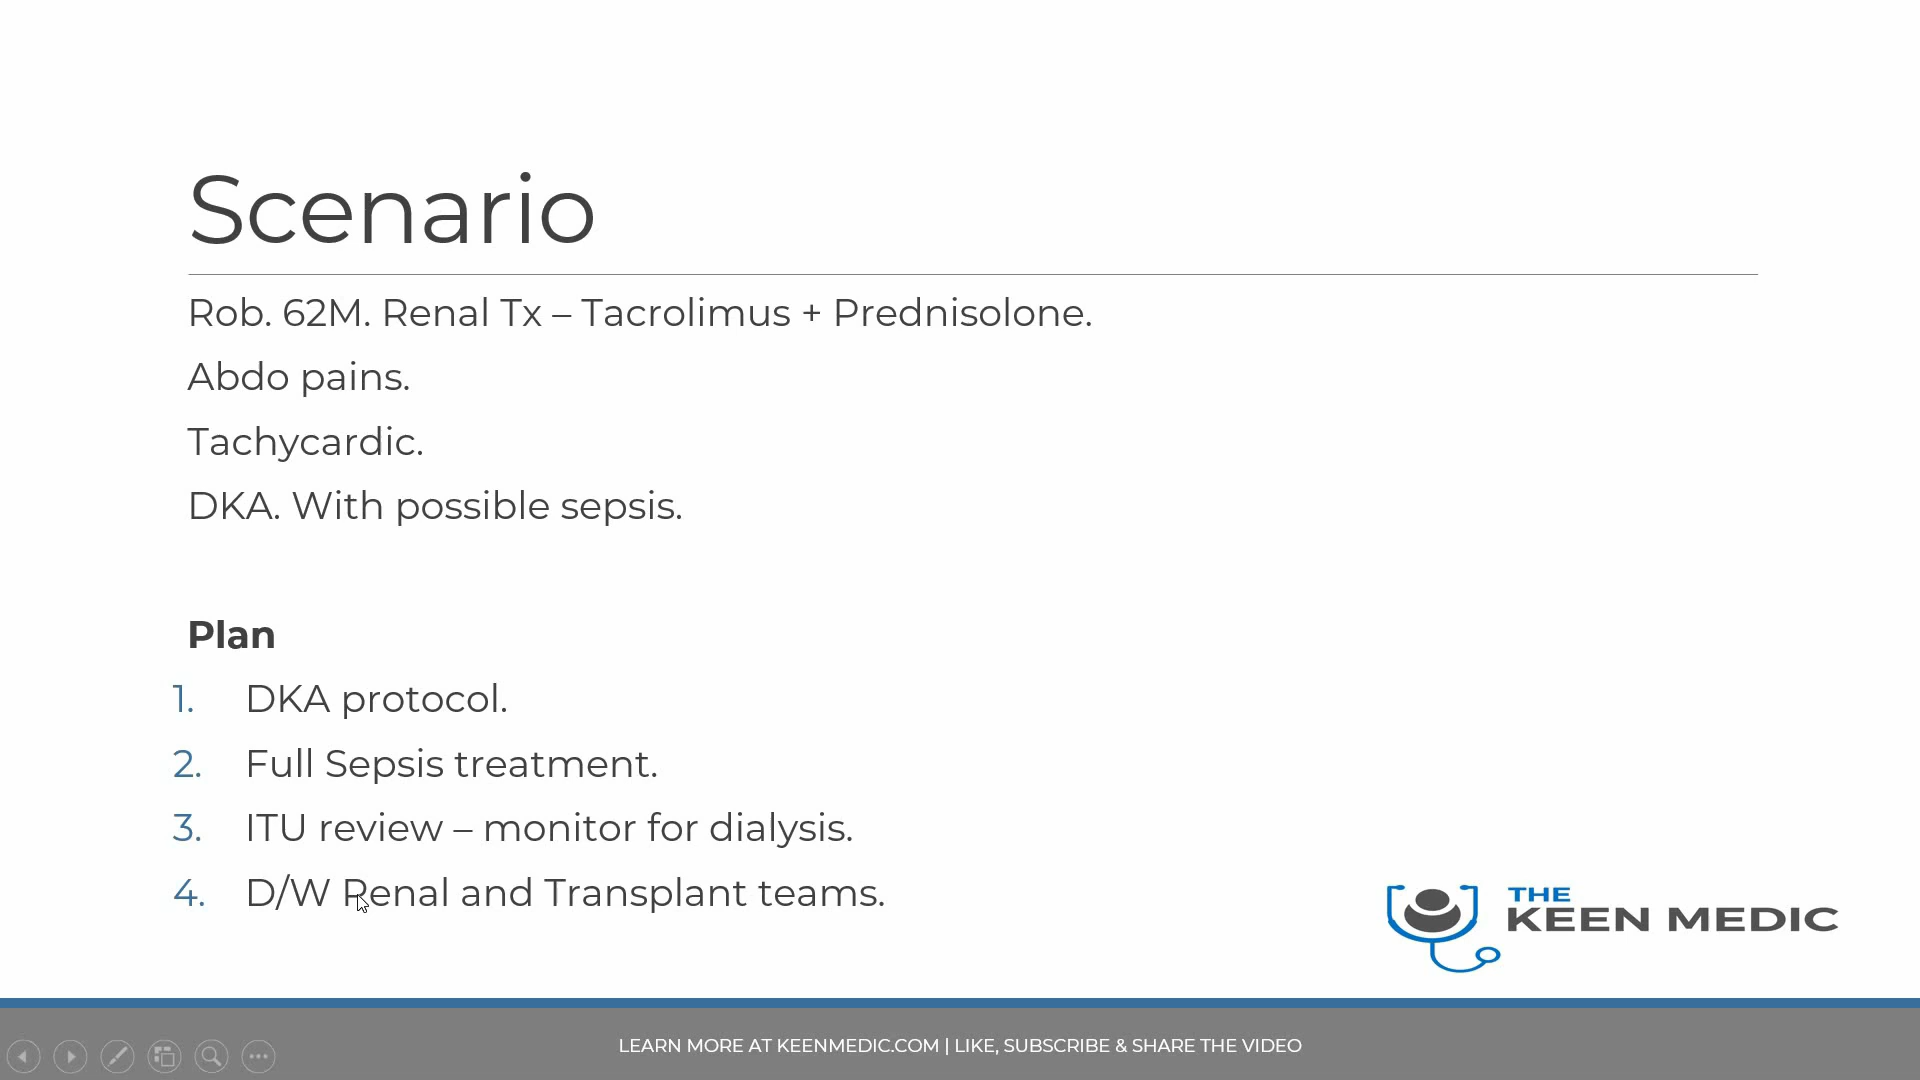 Scenario
Rob. 62M. Renal Tx – Tacrolimus + Prednisolone.
Abdo pains.
Tachycardic.
DKA. With possible sepsis.
Plan
1. DKA protocol.
2. Full Sepsis treatment.
3. ITU review – monitor for dialysis.
4. D/W Renal and Transplant teams.
THE
KEEN MEDIC
LEARN MORE AT KEENMEDIC.COM | LIKE, SUBSCRIBE & SHARE THE VIDEO